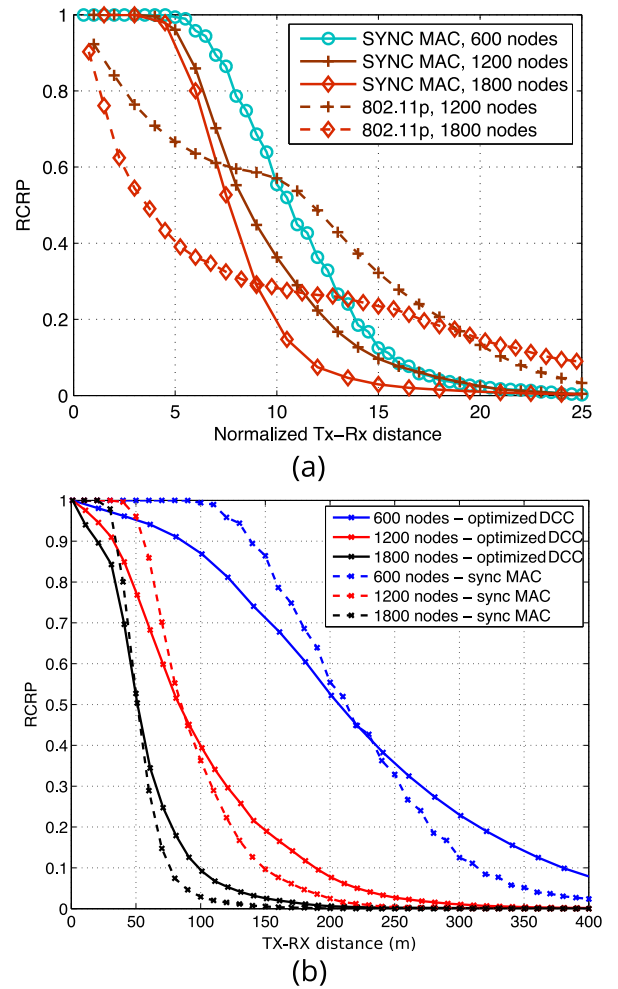 1
0.8
0.6
0.4
0.2
0
RCRP
0
5
10
15
20
25
Normalized Tx–Rx distance
SYNC MAC, 600 nodes
SYNC MAC, 1200 nodes
SYNC MAC, 1800 nodes
802.11p, 1200 nodes
802.11p, 1800 nodes
(a)
1
0.9
0.8
0.7
0.6
0.5
0.4
0.3
0.2
0.1
0
RCRP
0
50
100
150
200
250
300
350
400
TX-RX distance (m)
600 nodes – optimized DCC
1200 nodes – optimized DCC
1800 nodes – optimized DCC
600 nodes – sync MAC
1200 nodes – sync MAC
1800 nodes – sync MAC
(b)